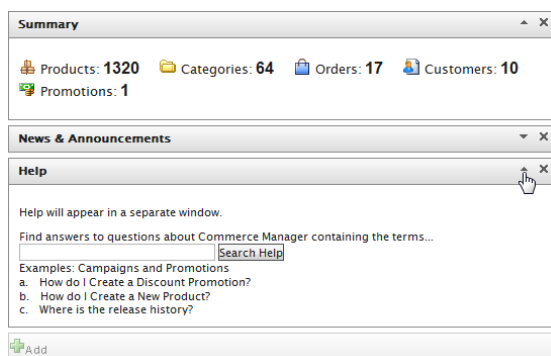 Summary
Products: 1320 Categories: 64 Orders: 17 Customers: 10
Promotions: 1
News & Announcements
Help
Help will appear in a separate window.
Find answers to questions about Commerce Manager containing the terms...
Search Help
Examples: Campaigns and Promotions
a. How do I Create a Discount Promotion?
b. How do I Create a New Product?
c. Where is the release history?
Add